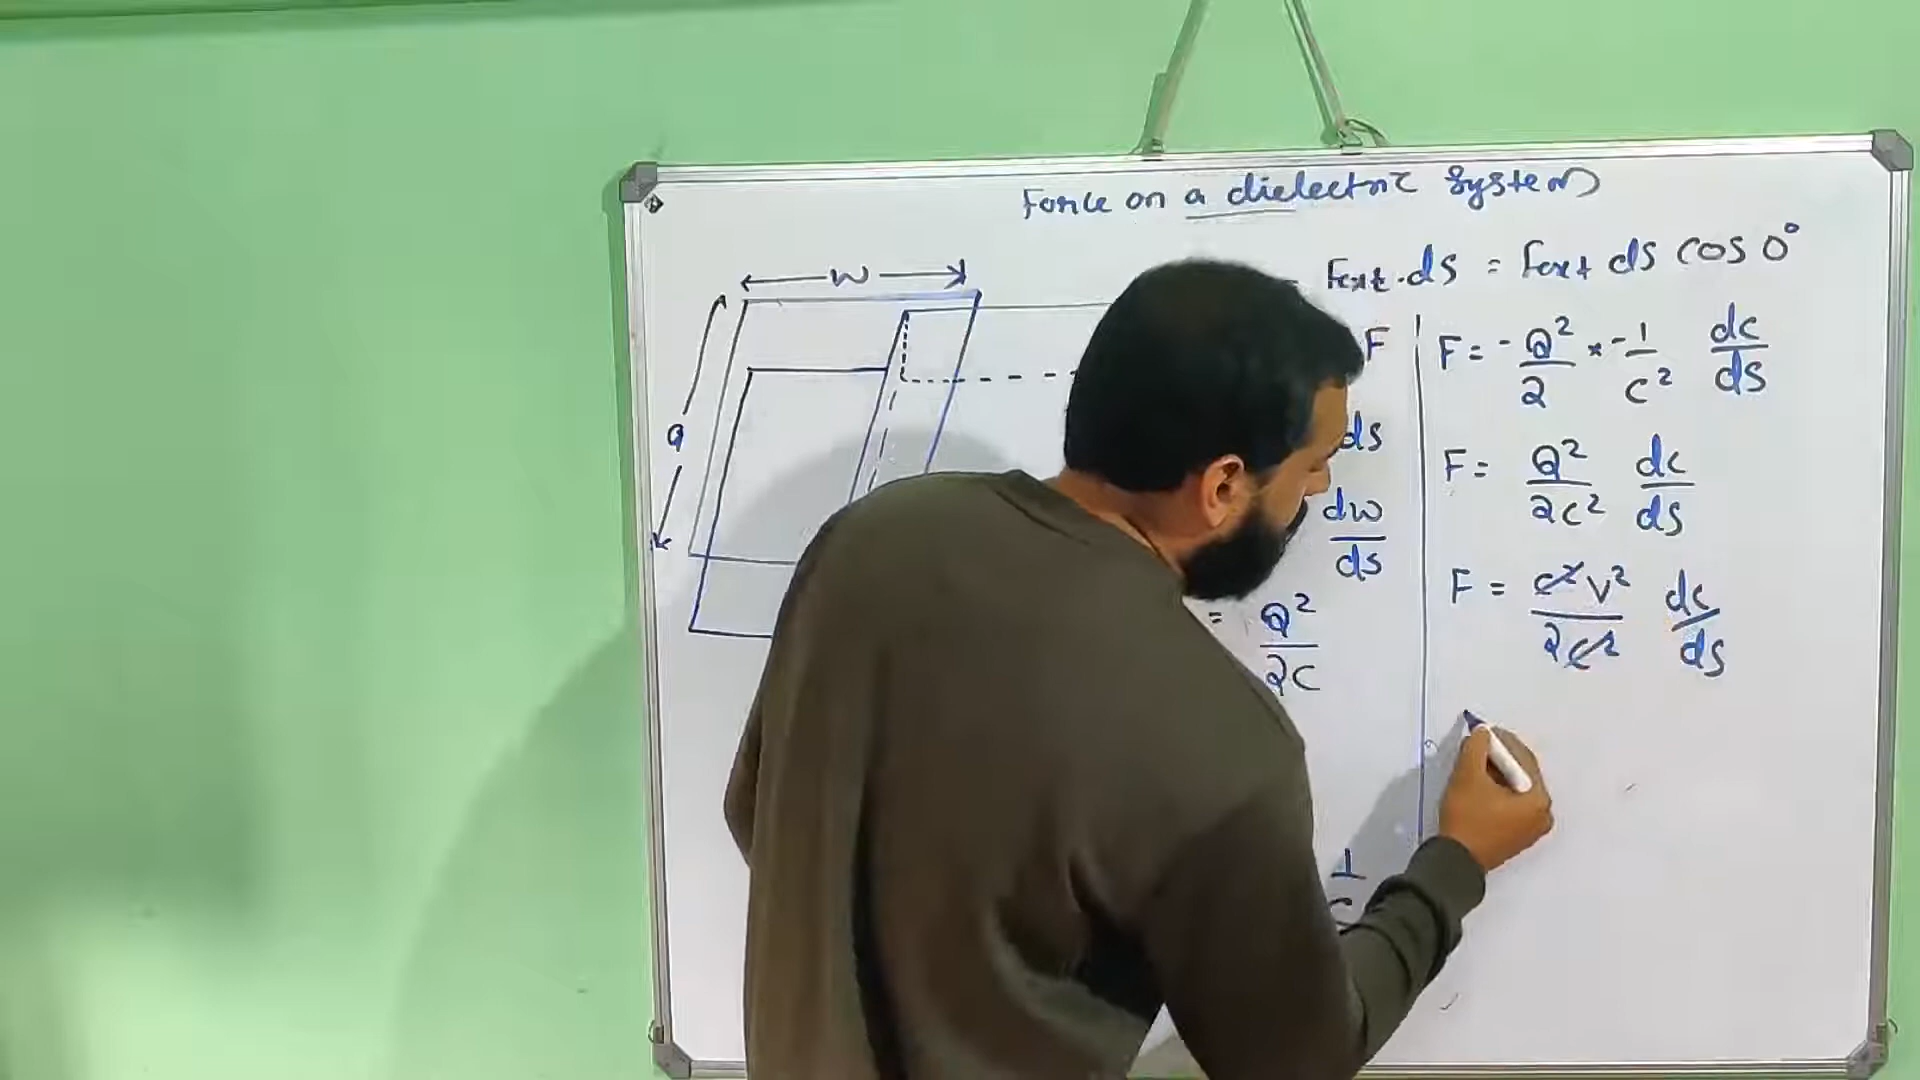 Force on a dielectric system
Fext.ds = Fext ds cos 0°
w
a
F
ds
dw/ds
= Q²/2C
1/C
F = - Q²/2 × -1/C² dc/ds
F = Q²/2C² dc/ds
F = C²V²/2C² dc/ds